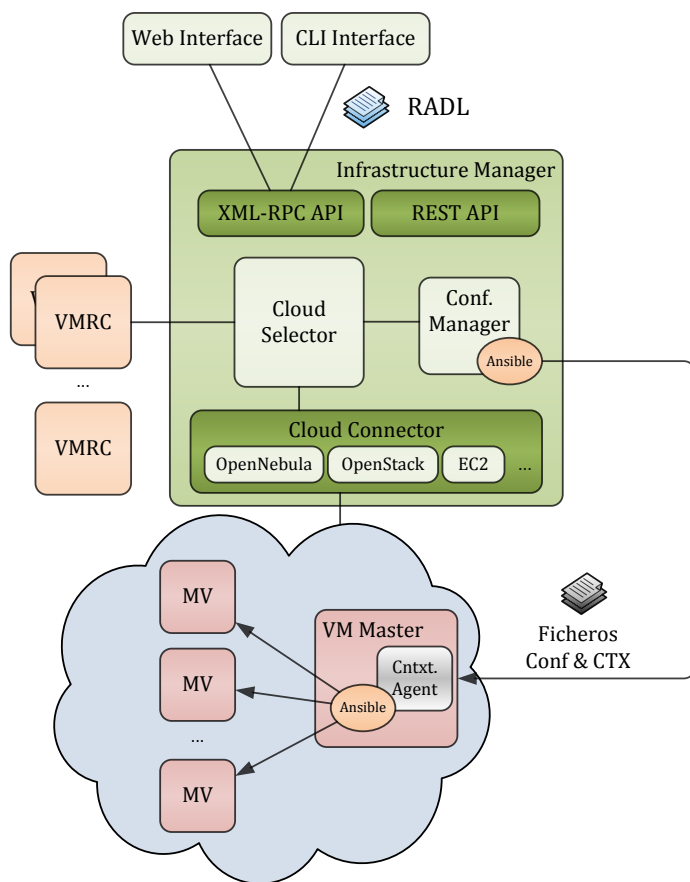 Web Interface
CLI Interface
RADL
Infrastructure Manager
XML-RPC API
REST API
Cloud
Selector
Conf.
Manager
Ansible
VMRC
...
VMRC
Cloud Connector
OpenNebula
OpenStack
EC2
...
MV
VM Master
Cntxt.
Agent
Ansible
MV
...
MV
Ficheros
Conf & CTX